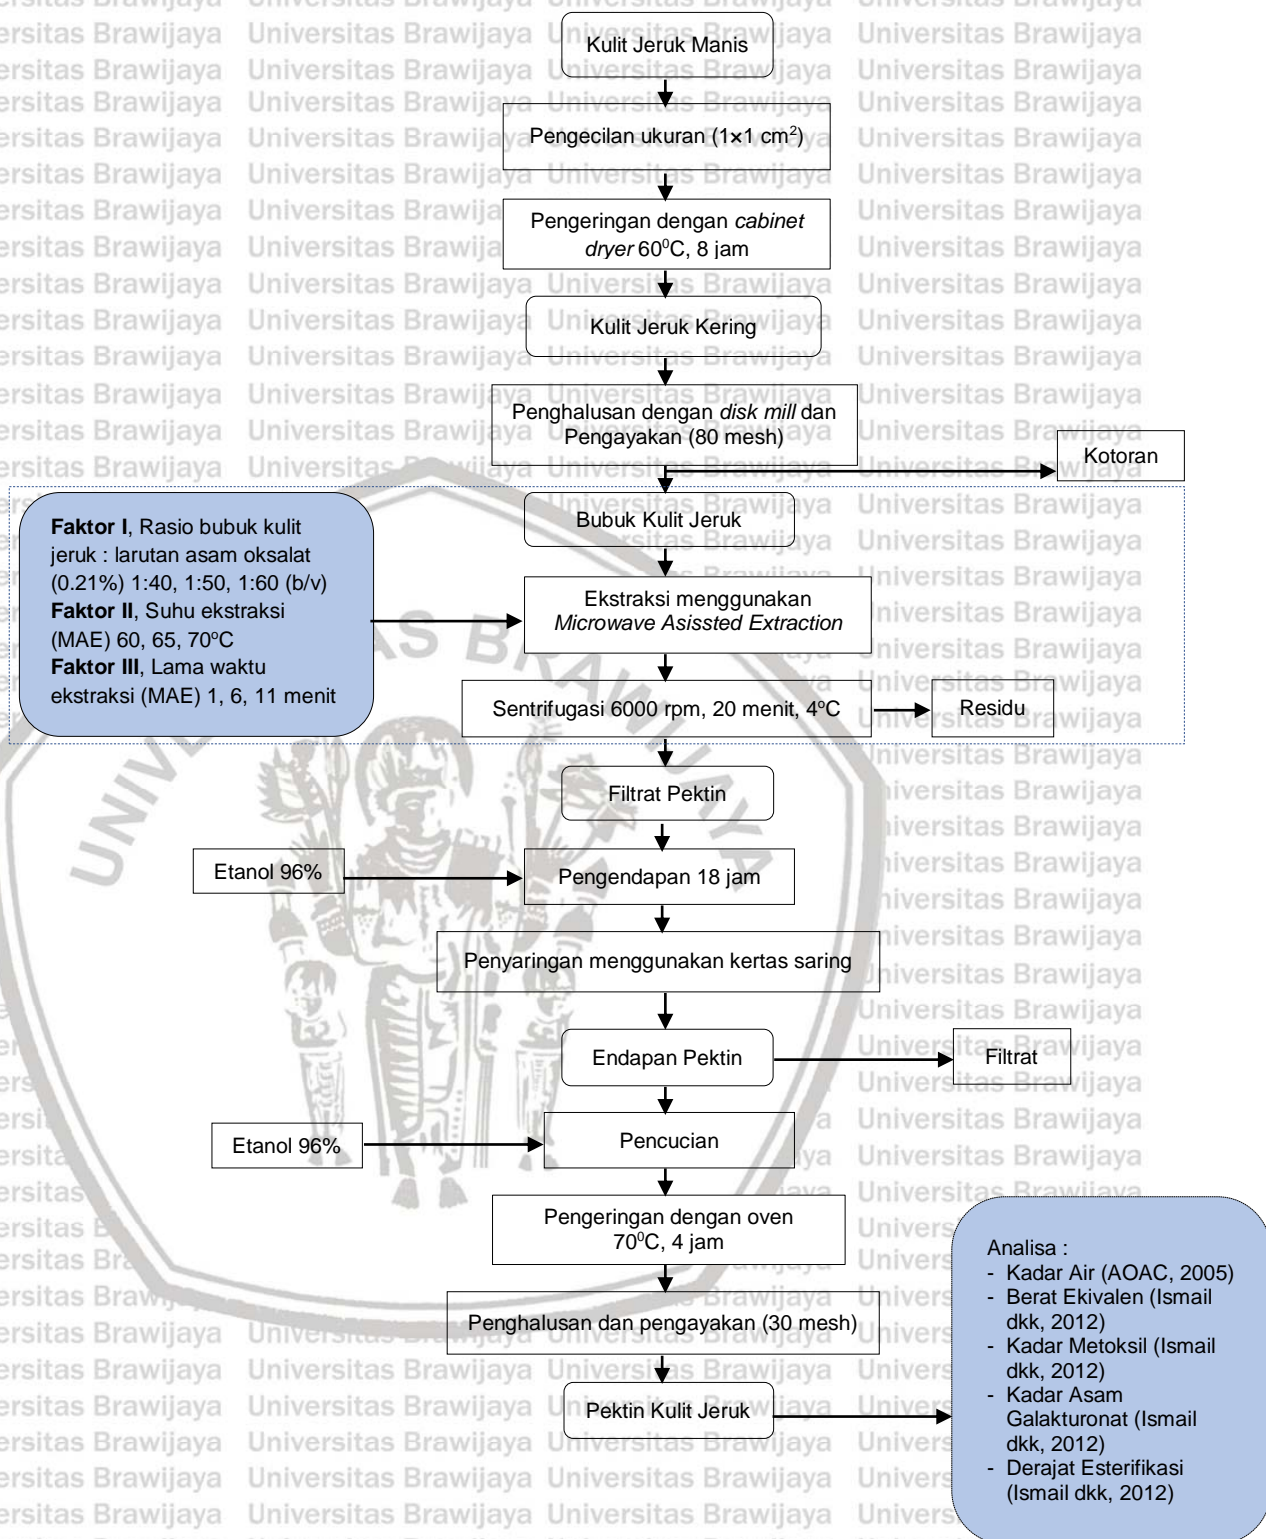 Kulit Jeruk Manis
Pengecilan ukuran (1×1 cm²)
Pengeringan dengan cabinet
dryer 60⁰C, 8 jam
Kulit Jeruk Kering
Penghalusan dengan disk mill dan
Pengayakan (80 mesh)
Kotoran
Bubuk Kulit Jeruk
Faktor I, Rasio bubuk kulit
jeruk : larutan asam oksalat
(0.21%) 1:40, 1:50, 1:60 (b/v)
Faktor II, Suhu ekstraksi
(MAE) 60, 65, 70°C
Faktor III, Lama waktu
ekstraksi (MAE) 1, 6, 11 menit
Ekstraksi menggunakan
Microwave Asissted Extraction
Sentrifugasi 6000 rpm, 20 menit, 4°C
Residu
Filtrat Pektin
Etanol 96%
Pengendapan 18 jam
Penyaringan menggunakan kertas saring
Endapan Pektin
Filtrat
Etanol 96%
Pencucian
Pengeringan dengan oven
70⁰C, 4 jam
Penghalusan dan pengayakan (30 mesh)
Pektin Kulit Jeruk
Analisa :
- Kadar Air (AOAC, 2005)
- Berat Ekivalen (Ismail
dkk, 2012)
- Kadar Metoksil (Ismail
dkk, 2012)
- Kadar Asam
Galakturonat (Ismail
dkk, 2012)
- Derajat Esterifikasi
(Ismail dkk, 2012)
UNIVERSITAS BRAWIJAYA
Universitas Brawijaya